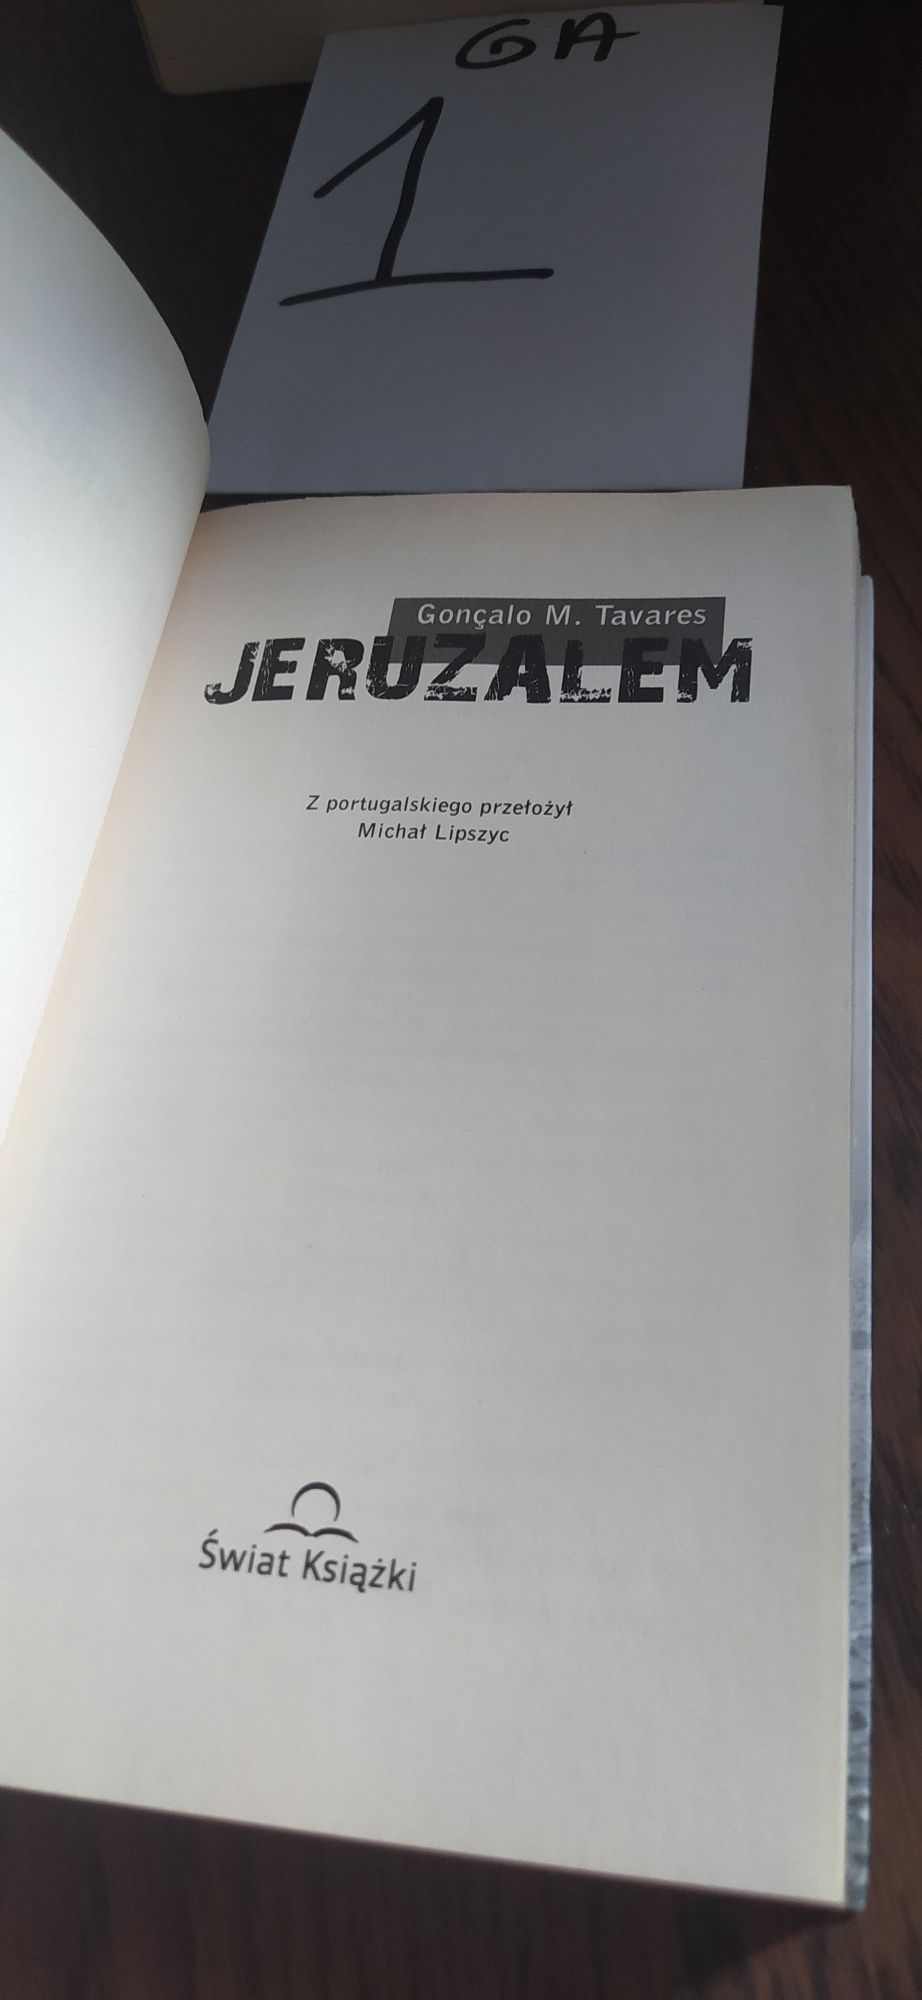 GA
1
Gonçalo M. Tavares
JERUZALEM
Z portugalskiego przełożył
Michał Lipszyc
Świat Książki